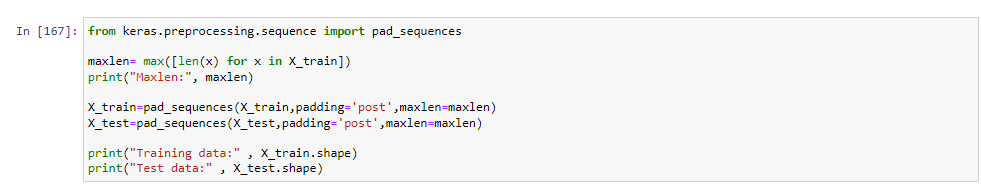 In [167]: from keras.preprocessing.sequence import pad_sequences
maxlen= max([len(x) for x in X_train])
print("Maxlen:", maxlen)
X_train=pad_sequences(X_train,padding='post',maxlen=maxlen)
X_test=pad_sequences(X_test,padding='post',maxlen=maxlen)
print("Training data:" , X_train.shape)
print("Test data:" , X_test.shape)